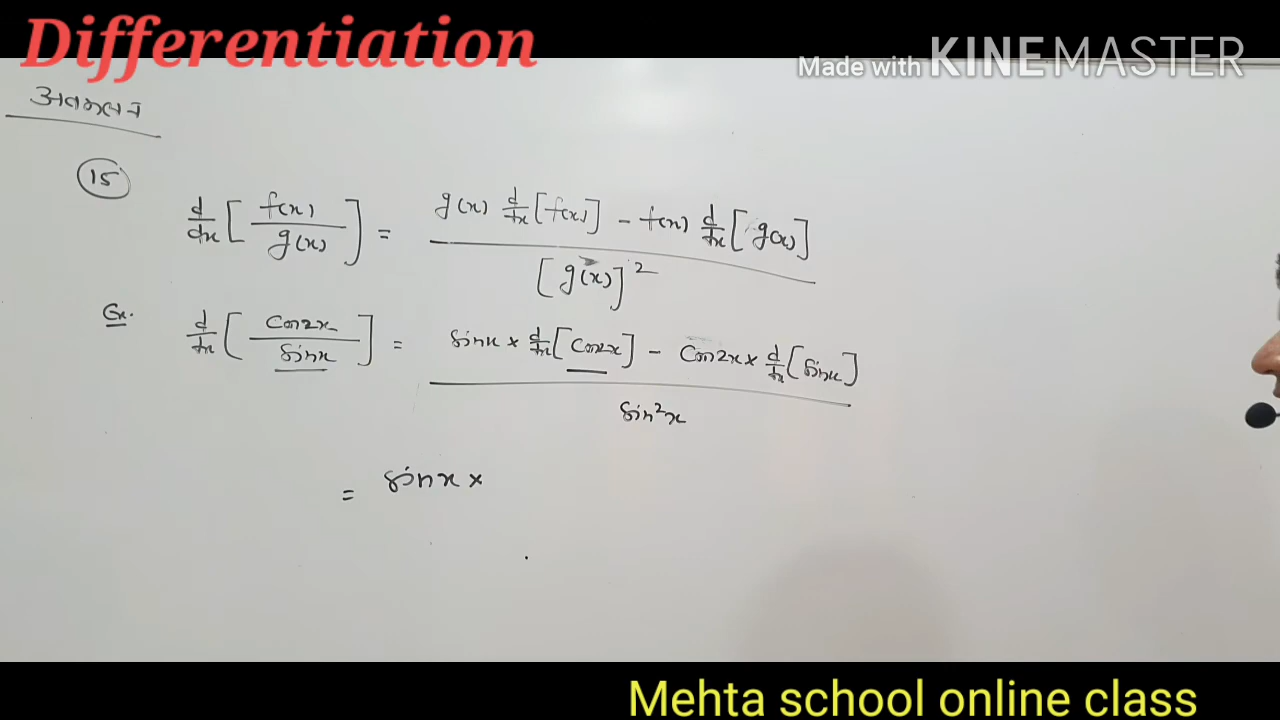 Differentiation
Made with KINEMASTER
अवकलन
15
d/dx [ f(x) / g(x) ] = g(x) d/dx [f(x)] - f(x) d/dx [g(x)] / [g(x)]²
Ex. d/dx [ Cos2x / Sinx ] = Sinx × d/dx [Cos2x] - Cos2x × d/dx [Sinx] / Sin²x
= Sinx ×
Mehta school online class